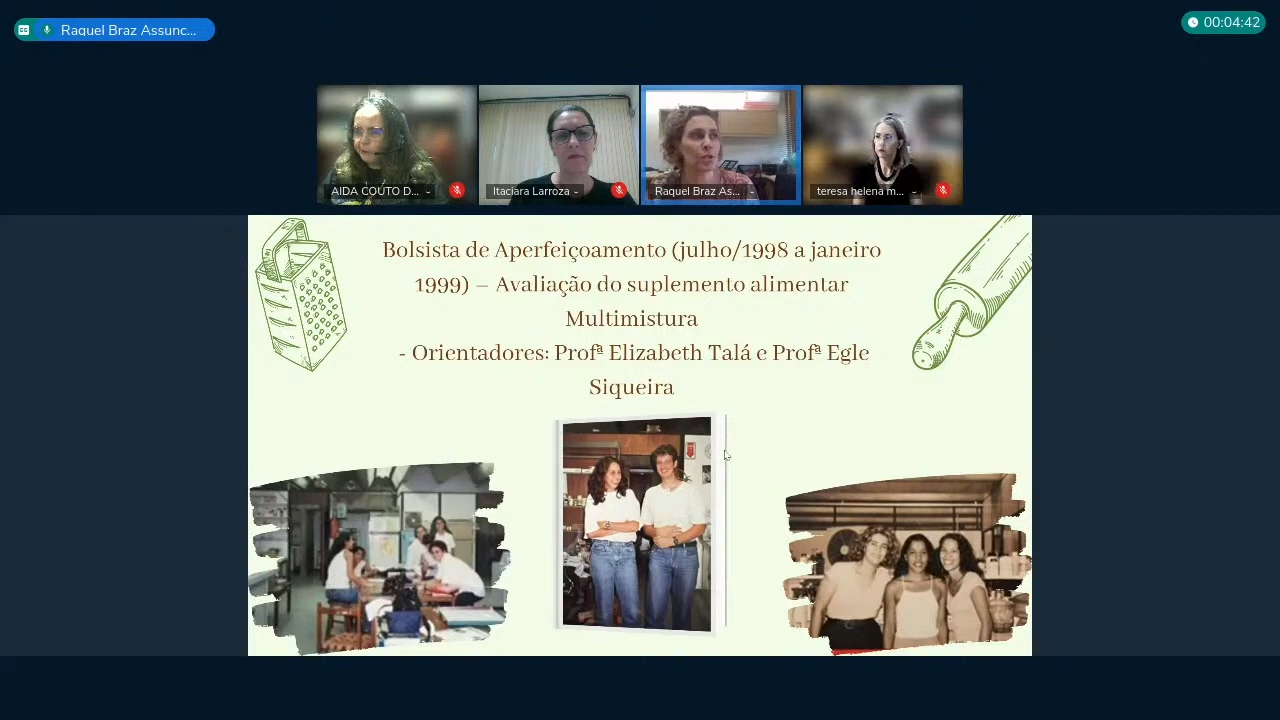 Raquel Braz Assunc...
00:04:42
AIDA COUTO D...
Itaciara Larroza
Raquel Braz As...
teresa helena m...
Bolsista de Aperfeiçoamento (julho/1998 a janeiro
1999) – Avaliação do suplemento alimentar
Multimistura
- Orientadores: Profª Elizabeth Talá e Profª Egle
Siqueira